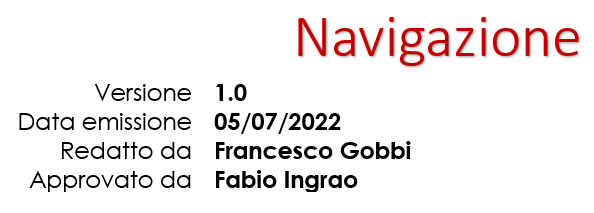 Navigazione
Versione 1.0
Data emissione 05/07/2022
Redatto da Francesco Gobbi
Approvato da Fabio Ingrao